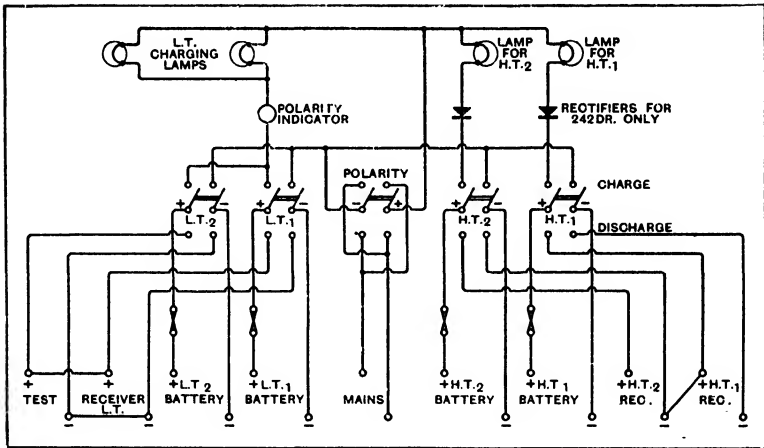 L.T.
CHARGING
LAMPS
LAMP
FOR
H.T.2
LAMP
FOR
H.T.1
POLARITY
INDICATOR
RECTIFIERS FOR
242DR. ONLY
POLARITY
CHARGE
+ − + − − + + − + −
L.T.2 L.T.1 H.T.2 H.T.1
DISCHARGE
+ + + + + + + +
TEST
RECEIVER
L.T.
L.T.2
BATTERY
L.T.1
BATTERY
MAINS
H.T.2
BATTERY
H.T.1
BATTERY
H.T.2
REC.
H.T.1
REC.
− − − − − − − −